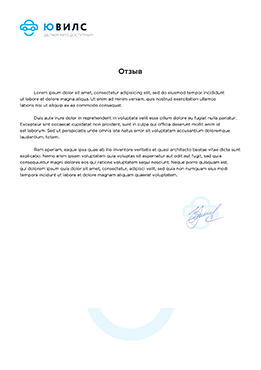 ЮВИЛС
Отзыв
Lorem ipsum dolor sit amet, consectetur adipisicing elit, sed do eiusmod tempor incididunt
ut labore et dolore magna aliqua. Ut enim ad minim veniam, quis nostrud exercitation ullamco
laboris nisi ut aliquip ex ea commodo consequat.
Duis aute irure dolor in reprehenderit in voluptate velit esse cillum dolore eu fugiat nulla pariatur.
Excepteur sint occaecat cupidatat non proident, sunt in culpa qui officia deserunt mollit anim id
est laborum. Sed ut perspiciatis unde omnis iste natus error sit voluptatem accusantium doloremque
laudantium, totam.
Rem aperiam, eaque ipsa quae ab illo inventore veritatis et quasi architecto beatae vitae dicta sunt
explicabo. Nemo enim ipsam voluptatem quia voluptas sit aspernatur aut odit aut fugit, sed quia
consequuntur magni dolores eos qui ratione voluptatem sequi nesciunt. Neque porro quisquam est,
qui dolorem ipsum quia dolor sit amet, consectetur, adipisci velit, sed quia non numquam eius modi
tempora incidunt ut labore et dolore magnam aliquam quaerat voluptatem.